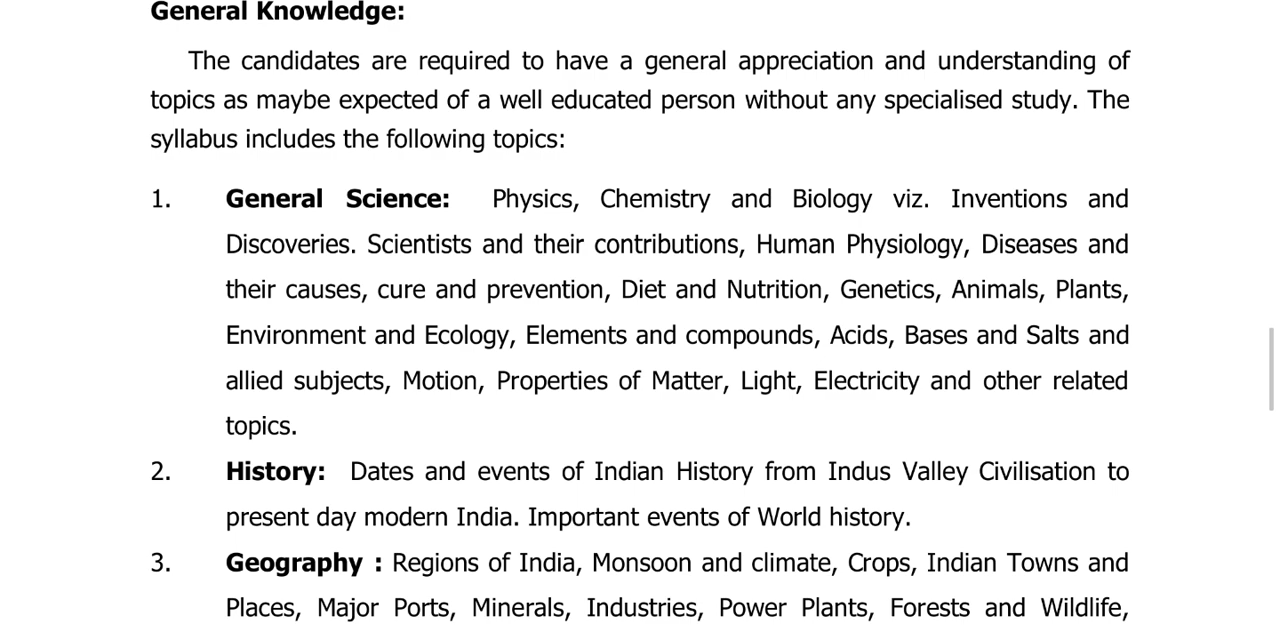 General Knowledge:
The candidates are required to have a general appreciation and understanding of
topics as maybe expected of a well educated person without any specialised study. The
syllabus includes the following topics:
1. General Science: Physics, Chemistry and Biology viz. Inventions and
Discoveries. Scientists and their contributions, Human Physiology, Diseases and
their causes, cure and prevention, Diet and Nutrition, Genetics, Animals, Plants,
Environment and Ecology, Elements and compounds, Acids, Bases and Salts and
allied subjects, Motion, Properties of Matter, Light, Electricity and other related
topics.
2. History: Dates and events of Indian History from Indus Valley Civilisation to
present day modern India. Important events of World history.
3. Geography : Regions of India, Monsoon and climate, Crops, Indian Towns and
Places, Major Ports, Minerals, Industries, Power Plants, Forests and Wildlife,